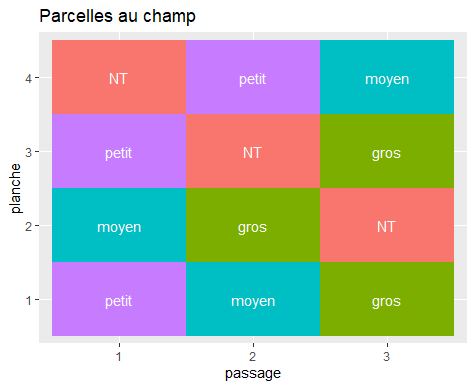 Parcelles au champ
planche
4
NT petit moyen
3
petit NT gros
2
moyen gros NT
1
petit moyen gros
1 2 3
passage